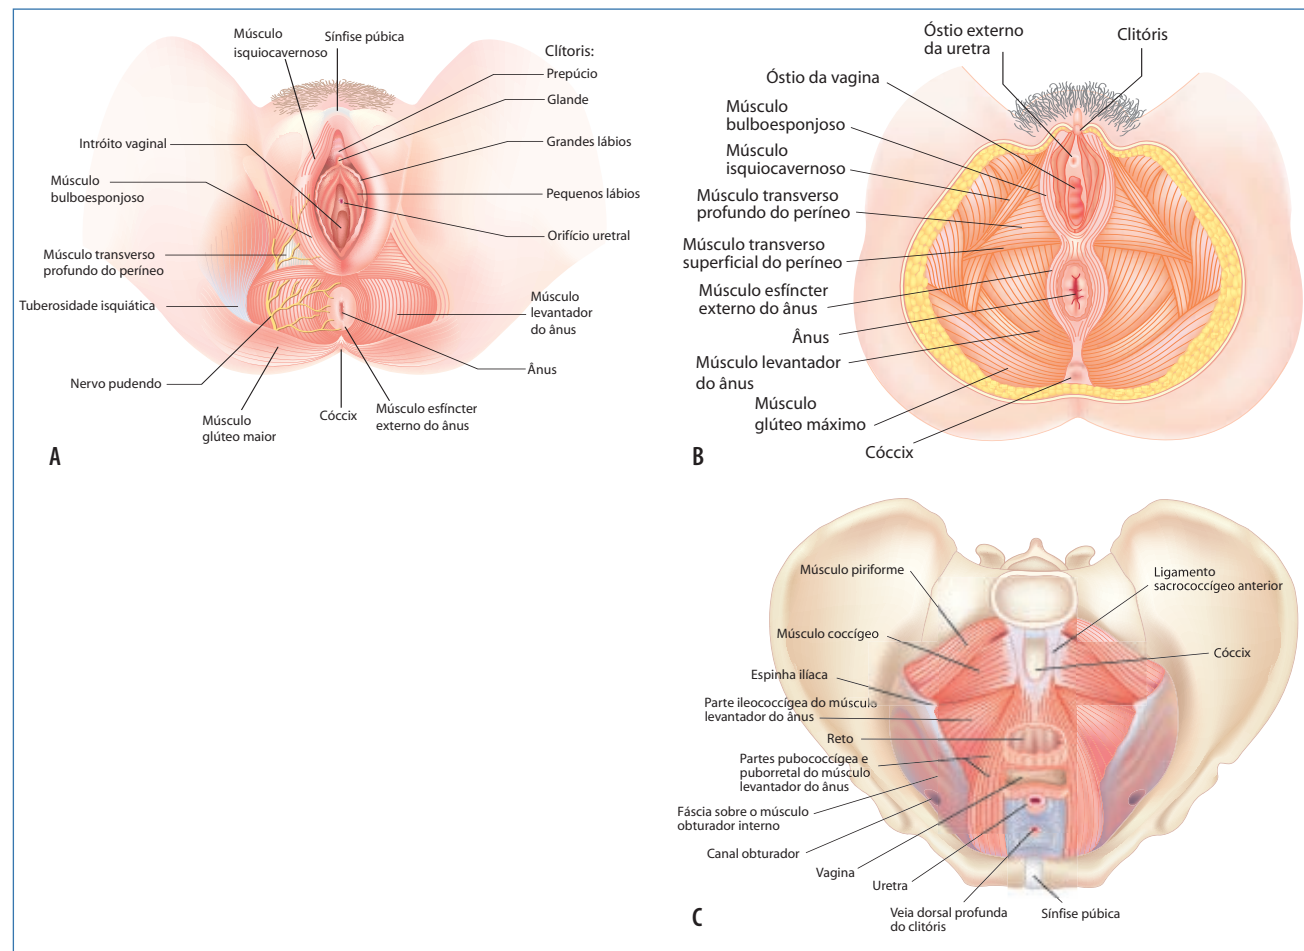 Músculo
isquiocavernoso
Sínfise púbica
Clítoris:
Prepúcio
Glande
Grandes lábios
Pequenos lábios
Orifício uretral
Músculo
levantador
do ânus
Ânus
Músculo esfíncter
externo do ânus
Cóccix
Músculo
glúteo maior
Nervo pudendo
Tuberosidade isquiática
Músculo transverso
profundo do períneo
Músculo
bulboesponjoso
Intróito vaginal
A
Óstio externo
da uretra
Clitóris
Óstio da vagina
Músculo
bulboesponjoso
Músculo
isquiocavernoso
Músculo transverso
profundo do períneo
Músculo transverso
superficial do períneo
Músculo esfíncter
externo do ânus
Ânus
Músculo levantador
do ânus
Músculo
glúteo máximo
Cóccix
B
Músculo piriforme
Músculo coccígeo
Espinha ilíaca
Parte ileococcígea do músculo
levantador do ânus
Reto
Partes pubococcígea e
puborretal do músculo
levantador do ânus
Fáscia sobre o músculo
obturador interno
Canal obturador
Vagina
Uretra
Veia dorsal profunda
do clitóris
Sínfise púbica
Cóccix
Ligamento
sacrococcígeo anterior
C